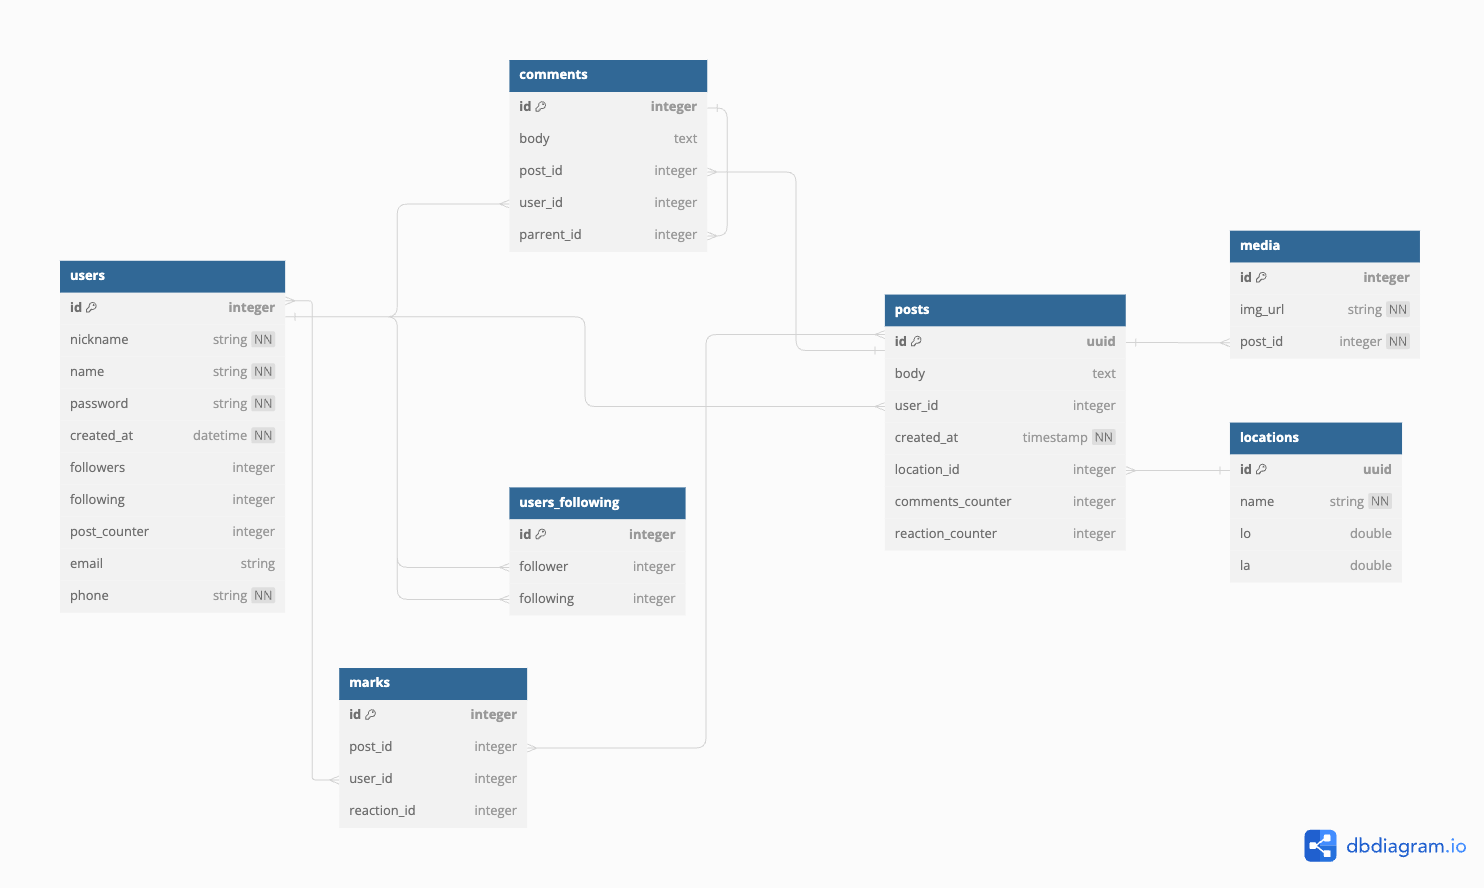 comments
id integer
body text
post_id integer
user_id integer
parrent_id integer
users
id integer
nickname string NN
name string NN
password string NN
created_at datetime NN
followers integer
following integer
post_counter integer
email string
phone string NN
users_following
id integer
follower integer
following integer
marks
id integer
post_id integer
user_id integer
reaction_id integer
posts
id uuid
body text
user_id integer
created_at timestamp NN
location_id integer
comments_counter integer
reaction_counter integer
media
id integer
img_url string NN
post_id integer NN
locations
id uuid
name string NN
lo double
la double
dbdiagram.io